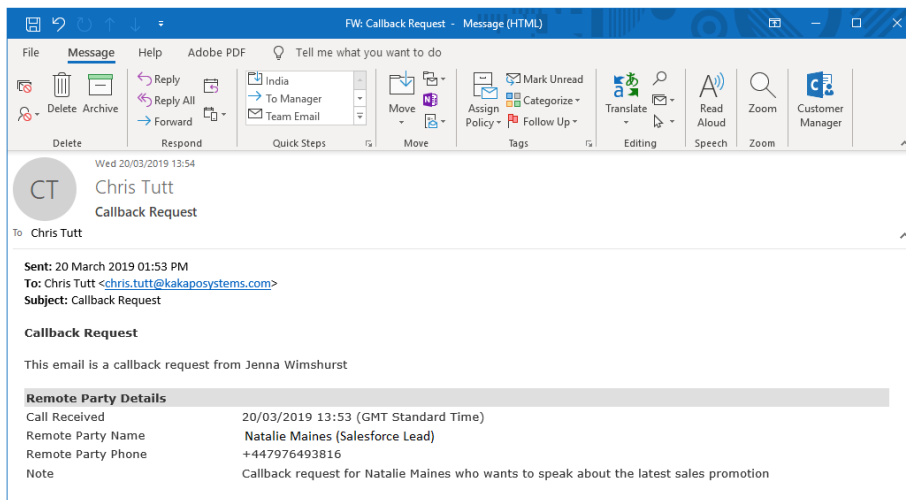 FW: Callback Request - Message (HTML)
File Message Help Adobe PDF Tell me what you want to do
Delete Archive
Reply
Reply All
Forward
India
To Manager
Team Email
Move
Assign Policy
Mark Unread
Categorize
Follow Up
Translate
Read Aloud
Zoom
Customer Manager
Delete Respond Quick Steps Move Tags Editing Speech Zoom
Wed 20/03/2019 13:54
CT
Chris Tutt
Callback Request
To Chris Tutt
Sent: 20 March 2019 01:53 PM
To: Chris Tutt <chris.tutt@kakaposystems.com>
Subject: Callback Request
Callback Request
This email is a callback request from Jenna Wimshurst
Remote Party Details
Call Received 20/03/2019 13:53 (GMT Standard Time)
Remote Party Name Natalie Maines (Salesforce Lead)
Remote Party Phone +447976493816
Note Callback request for Natalie Maines who wants to speak about the latest sales promotion